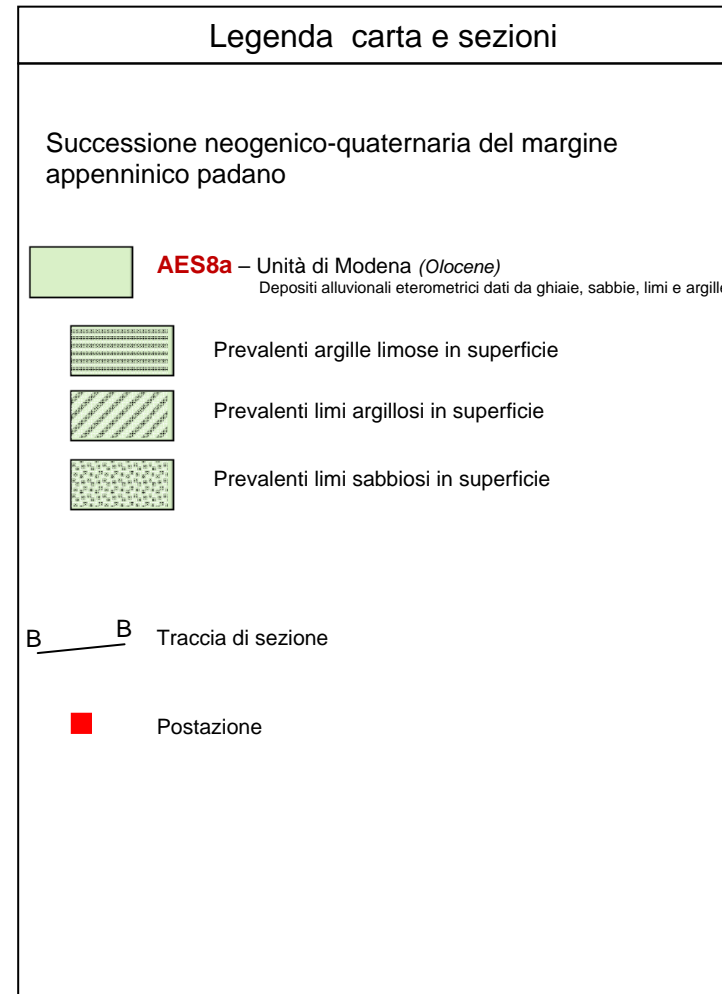 Legenda carta e sezioni
Successione neogenico-quaternaria del margine
appenninico padano
AES8a – Unità di Modena (Olocene)
Depositi alluvionali eterometrici dati da ghiaie, sabbie, limi e argille
Prevalenti argille limose in superficie
Prevalenti limi argillosi in superficie
Prevalenti limi sabbiosi in superficie
B B Traccia di sezione
Postazione